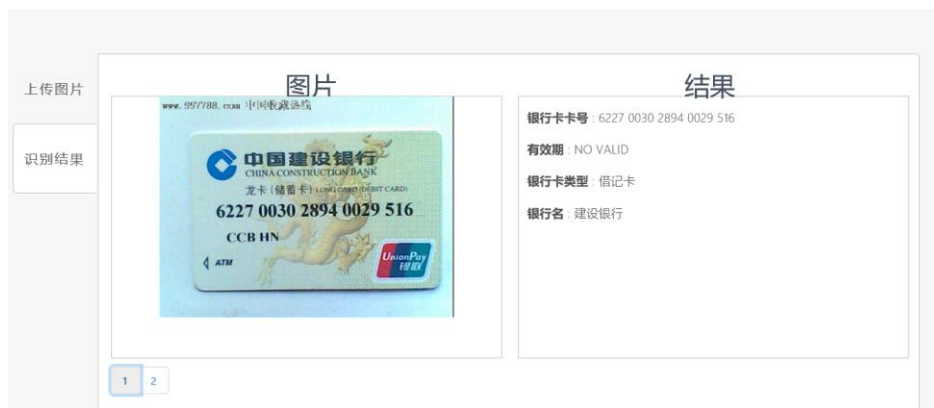 上传图片
识别结果
图片
www.997788.com 中国收藏热线
中国建设银行
CHINA CONSTRUCTION BANK
龙卡(储蓄卡) LONG CARD (DEBIT CARD)
6227 0030 2894 0029 516
CCB HN
ATM
UnionPay
银联
结果
银行卡卡号 : 6227 0030 2894 0029 516
有效期 : NO VALID
银行卡类型 : 借记卡
银行名 : 建设银行
1 2